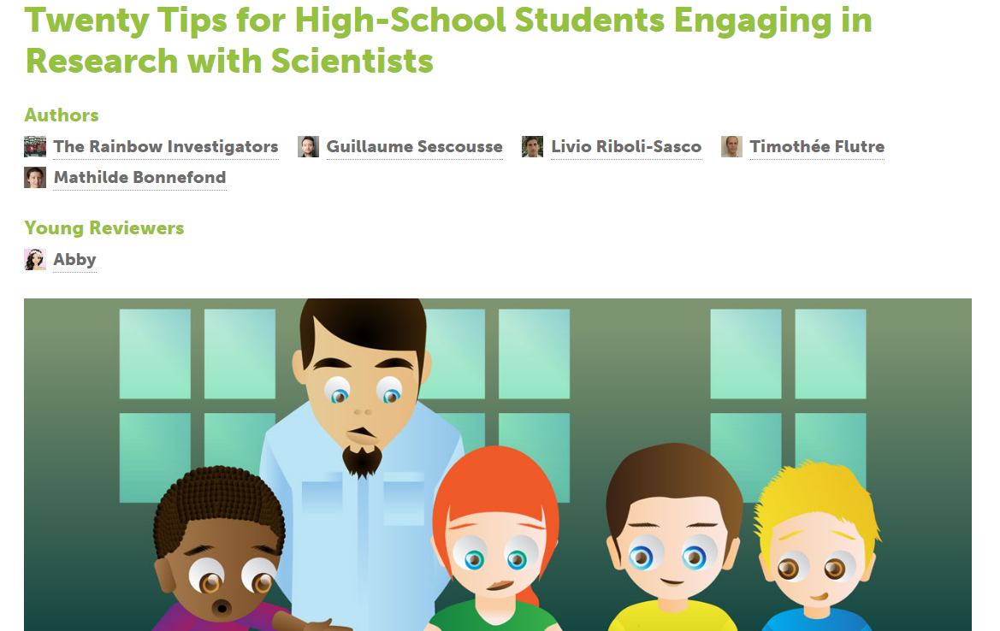 Twenty Tips for High-School Students Engaging in
Research with Scientists
Authors
The Rainbow Investigators Guillaume Sescousse Livio Riboli-Sasco Timothée Flutre
Mathilde Bonnefond
Young Reviewers
Abby